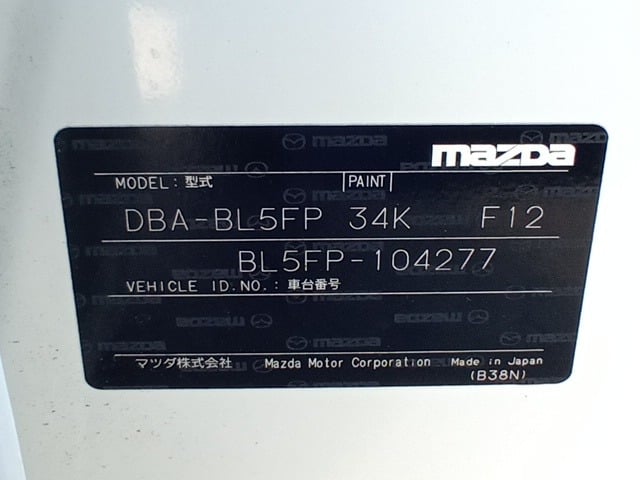 mazda
MODEL:型式 PAINT
DBA-BL5FP 34K F12
BL5FP-104277
VEHICLE ID.NO.:車台番号
マツダ株式会社 Mazda Motor Corporation Made in Japan
(B38N)